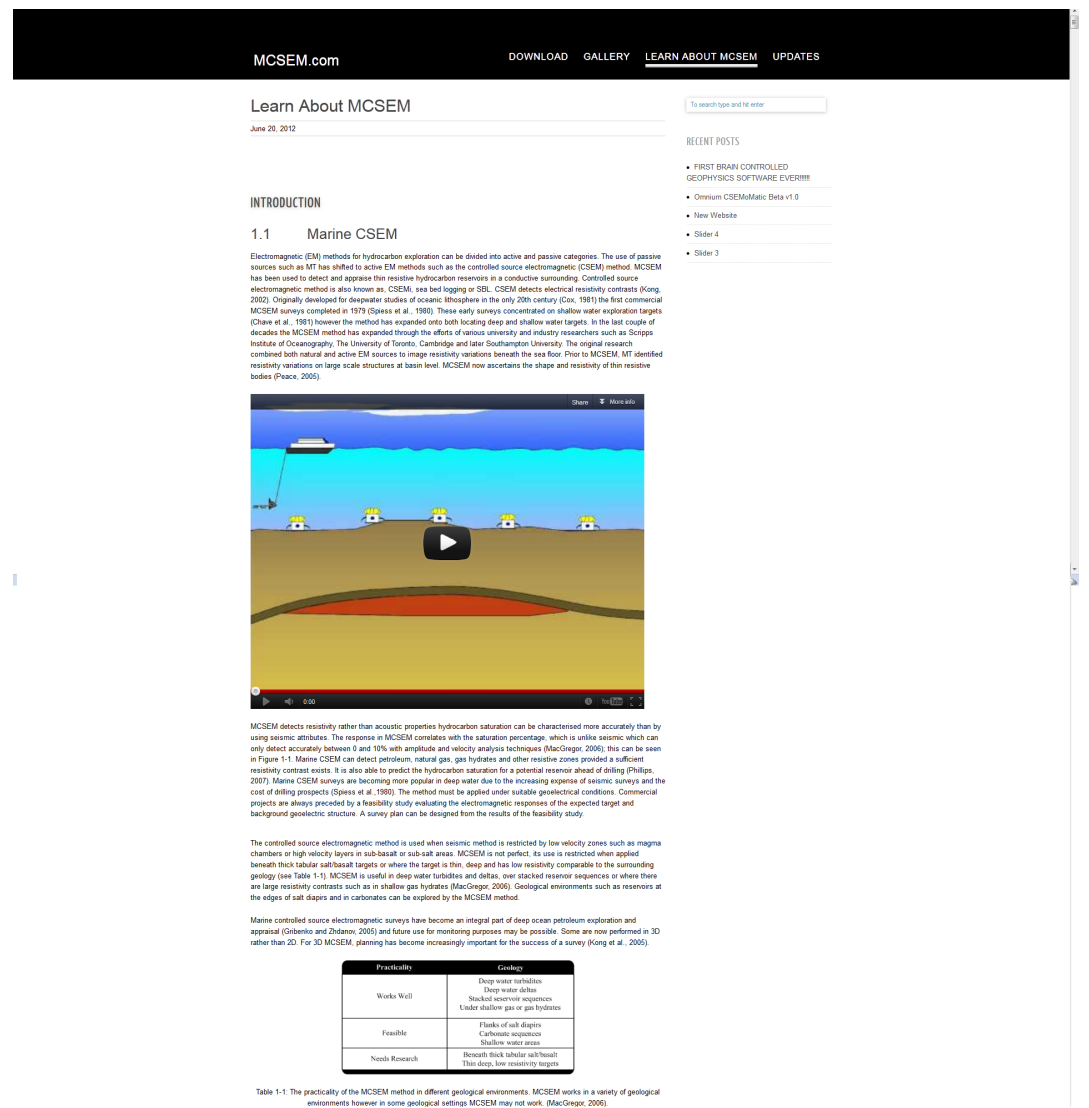 MCSEM.com
DOWNLOAD GALLERY LEARN ABOUT MCSEM UPDATES
Learn About MCSEM
June 20, 2012
To search type and hit enter
RECENT POSTS
• FIRST BRAIN CONTROLLED
GEOPHYSICS SOFTWARE EVER!!!!!!!
• Omnium CSEMoMatic Beta v1.0
• New Website
• Slider 4
• Slider 3
INTRODUCTION
1.1 Marine CSEM
Electromagnetic (EM) methods for hydrocarbon exploration can be divided into active and passive categories. The use of passive
sources such as MT has shifted to active EM methods such as the controlled source electromagnetic (CSEM) method. MCSEM
has been used to detect and appraise thin resistive hydrocarbon reservoirs in a conductive surrounding. Controlled source
electromagnetic method is also known as, CSEMi, sea bed logging or SBL. CSEM detects electrical resistivity contrasts (Kong,
2002). Originally developed for deepwater studies of oceanic lithosphere in the only 20th century (Cox, 1981) the first commercial
MCSEM surveys completed in 1979 (Spiess et al., 1980). These early surveys concentrated on shallow water exploration targets
(Chave et al., 1981) however the method has expanded onto both locating deep and shallow water targets. In the last couple of
decades the MCSEM method has expanded through the efforts of various university and industry researchers such as Scripps
Institute of Oceanography, The University of Toronto, Cambridge and later Southampton University. The original research
combined both natural and active EM sources to image resistivity variations beneath the sea floor. Prior to MCSEM, MT identified
resistivity variations on large scale structures at basin level. MCSEM now ascertains the shape and resistivity of thin resistive
bodies (Peace, 2005).
Share More info
0:00
YouTube
MCSEM detects resistivity rather than acoustic properties hydrocarbon saturation can be characterised more accurately than by
using seismic attributes. The response in MCSEM correlates with the saturation percentage, which is unlike seismic which can
only detect accurately between 0 and 10% with amplitude and velocity analysis techniques (MacGregor, 2006); this can be seen
in Figure 1-1. Marine CSEM can detect petroleum, natural gas, gas hydrates and other resistive zones provided a sufficient
resistivity contrast exists. It is also able to predict the hydrocarbon saturation for a potential reservoir ahead of drilling (Phillips,
2007). Marine CSEM surveys are becoming more popular in deep water due to the increasing expense of seismic surveys and the
cost of drilling prospects (Spiess et al.,1980). The method must be applied under suitable geoelectrical conditions. Commercial
projects are always preceded by a feasibility study evaluating the electromagnetic responses of the expected target and
background geoelectric structure. A survey plan can be designed from the results of the feasibility study.
The controlled source electromagnetic method is used when seismic method is restricted by low velocity zones such as magma
chambers or high velocity layers in sub-basalt or sub-salt areas. MCSEM is not perfect, its use is restricted when applied
beneath thick tabular salt/basalt targets or where the target is thin, deep and has low resistivity comparable to the surrounding
geology (see Table 1-1). MCSEM is useful in deep water turbidites and deltas, over stacked reservoir sequences or where there
are large resistivity contrasts such as in shallow gas hydrates (MacGregor, 2006). Geological environments such as reservoirs at
the edges of salt diapirs and in carbonates can be explored by the MCSEM method.
Marine controlled source electromagnetic surveys have become an integral part of deep ocean petroleum exploration and
appraisal (Gribenko and Zhdanov, 2005) and future use for monitoring purposes may be possible. Some are now performed in 3D
rather than 2D. For 3D MCSEM, planning has become increasingly important for the success of a survey (Kong et al., 2005).
Practicality Geology
Deep water turbidites
Deep water deltas
Works Well
Stacked seservoir sequences
Under shallow gas or gas hydrates
Flanks of salt diapirs
Feasible Carbonate sequences
Shallow water areas
Needs Research Beneath thick tabular salt/basalt
Thin deep, low resistivity targets
Table 1-1: The practicality of the MCSEM method in different geological environments. MCSEM works in a variety of geological
environments however in some geological settings MCSEM may not work. (MacGregor, 2006).